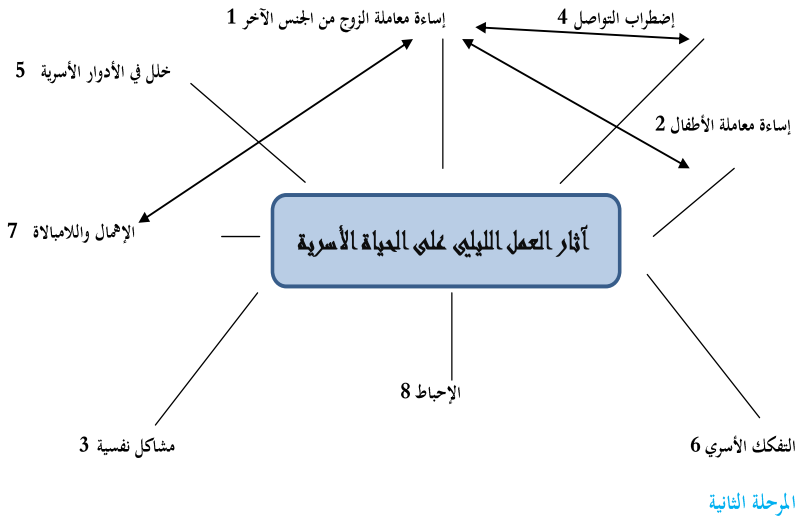 إضطراب التواصل 4
إساءة معاملة الزوج من الجنس الآخر 1
خلل في الأدوار الأسرية 5
إساءة معاملة الأطفال 2
الإهمال واللامبالاة 7
آثار العمل الليلي على الحياة الأسرية
الإحباط 8
التفكك الأسري 6
مشاكل نفسية 3
المرحلة الثانية